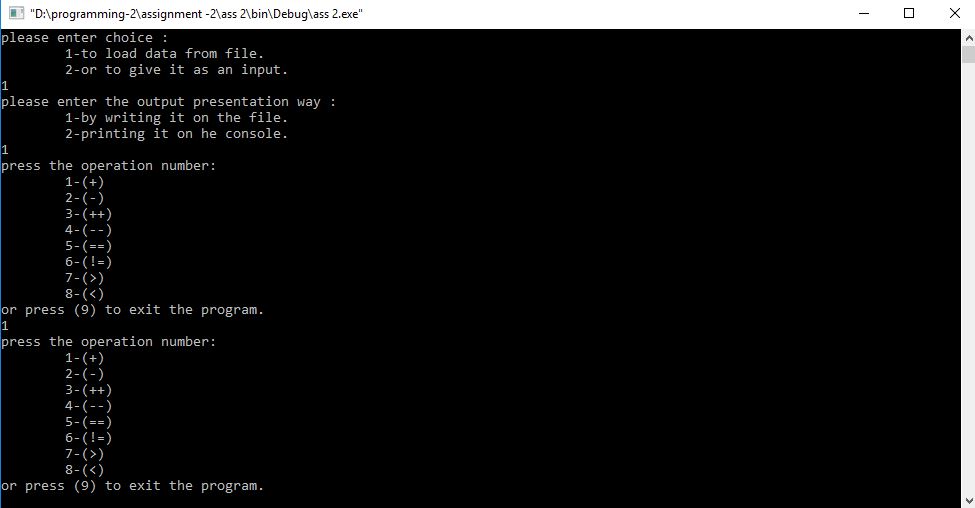 "D:\programming-2\assignment -2\ass 2\bin\Debug\ass 2.exe"
please enter choice :
1-to load data from file.
2-or to give it as an input.
1
please enter the output presentation way :
1-by writing it on the file.
2-printing it on he console.
1
press the operation number:
1-(+)
2-(-)
3-(++)
4-(--)
5-(==)
6-(!=)
7-(>)
8-(<)
or press (9) to exit the program.
1
press the operation number:
1-(+)
2-(-)
3-(++)
4-(--)
5-(==)
6-(!=)
7-(>)
8-(<)
or press (9) to exit the program.